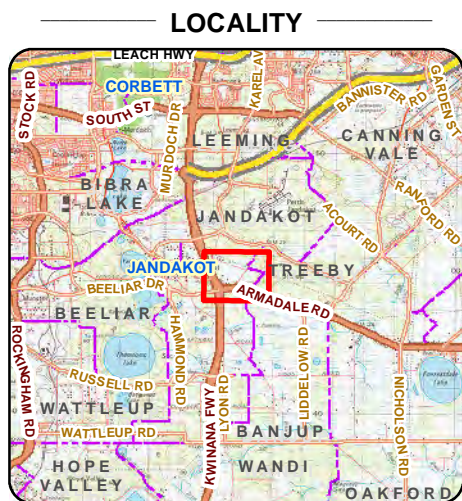 LOCALITY
LEACH HWY
CORBETT
STOCK RD
SOUTH ST
MURDOCH DR
KAREL AV
BANNISTER RD
GARDEN ST
LEEMING
CANNING
VALE
BIBRA
LAKE
RANFORD RD
JANDAKOT
ACOURT RD
JANDAKOT
TREEBY
BEELIAR DR
ARMADALE RD
BEELIAR
HAMMOND RD
ROCKINGHAM RD
RUSSELL RD
LYON RD
LIDDELOW RD
NICHOLSON RD
WATTLEUP
KWINANA FWY
WATTLEUP RD
BANJUP
HOPE
VALLEY
WANDI
OAKFORD